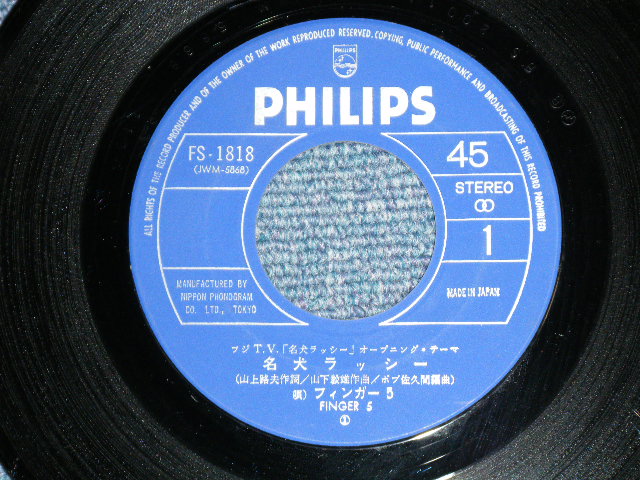 ALL RIGHTS OF THE RECORD PRODUCER AND OF THE OWNER OF THE WORK REPRODUCED RESERVED. COPYING, PUBLIC PERFORMANCE AND BROADCASTING OF THIS RECORD PROHIBITED
PHILIPS
PHILIPS
FS-1818
(JWM-5868)
45
STEREO
1
MANUFACTURED BY
NIPPON PHONOGRAM
CO. LTD., TOKYO
MADE IN JAPAN
フジT.V.「名犬ラッシー」オープニング・テーマ
名犬ラッシー
(山上路夫作詞/山下毅雄作曲/ボブ佐久間編曲)
唄)フィンガー5
FINGER 5